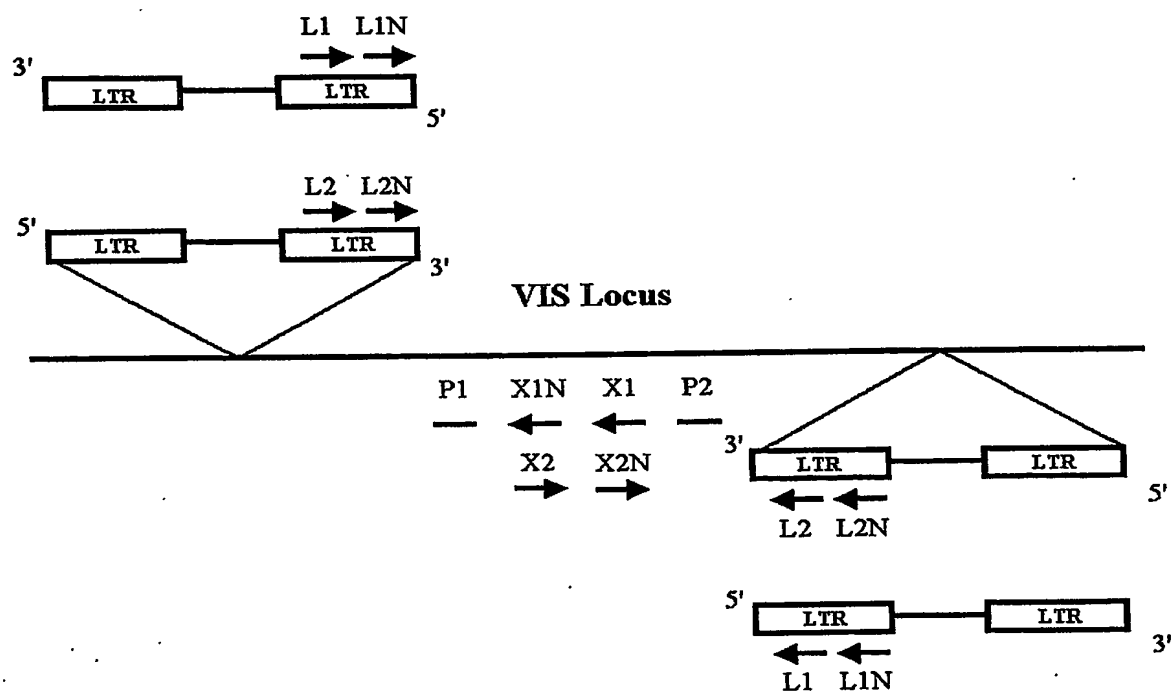 L1 L1N
3'
LTR LTR
5'
L2 L2N
5'
LTR LTR
3'
VIS Locus
P1 X1N X1 P2
3'
LTR LTR
X2 X2N
5'
L2 L2N
5'
LTR LTR
3'
L1 L1N